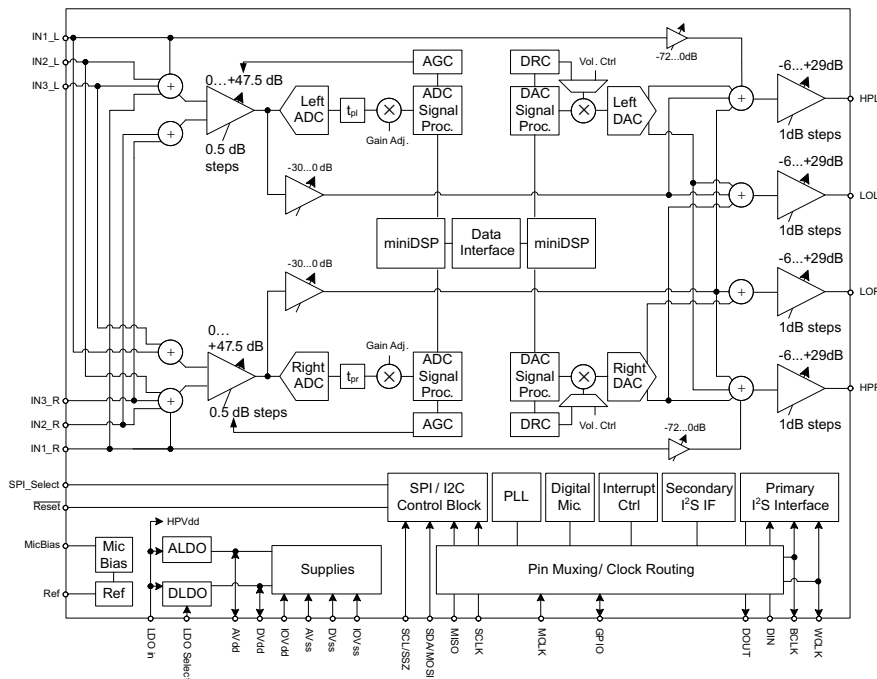 IN1_L
IN2_L
IN3_L
0…+47.5 dB
0.5 dB
steps
Left
ADC
tpl
Gain Adj.
AGC
ADC
Signal
Proc.
DRC
Vol. Ctrl
DAC
Signal
Proc.
Left
DAC
-72...0dB
-6...+29dB
1dB steps
HPL
-30...0 dB
-6...+29dB
1dB steps
LOL
miniDSP
Data
Interface
miniDSP
-30...0 dB
-6...+29dB
1dB steps
LOR
0…
+47.5 dB
0.5 dB steps
Right
ADC
tpr
Gain Adj.
ADC
Signal
Proc.
AGC
DAC
Signal
Proc.
DRC
Vol. Ctrl
Right
DAC
-6...+29dB
1dB steps
HPR
-72...0dB
IN3_R
IN2_R
IN1_R
SPI_Select
Reset
SPI / I2C
Control Block
PLL
Digital
Mic.
Interrupt
Ctrl
Secondary
I²S IF
Primary
I²S Interface
HPVdd
MicBias
Mic
Bias
Ref
Ref
ALDO
DLDO
Supplies
Pin Muxing/ Clock Routing
LDO in
LDO Select
AVdd
DVdd
IOVdd
AVss
DVss
IOVss
SCL/SSZ
SDA/MOSI
MISO
SCLK
MCLK
GPIO
DOUT
DIN
BCLK
WCLK